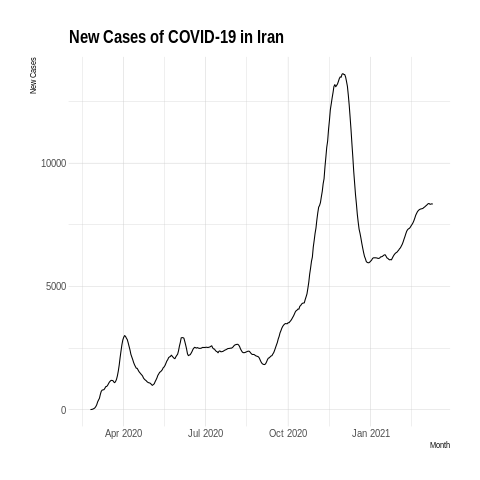 New Cases of COVID-19 in Iran
New Cases
10000
5000
0
Apr 2020
Jul 2020
Oct 2020
Jan 2021
Month